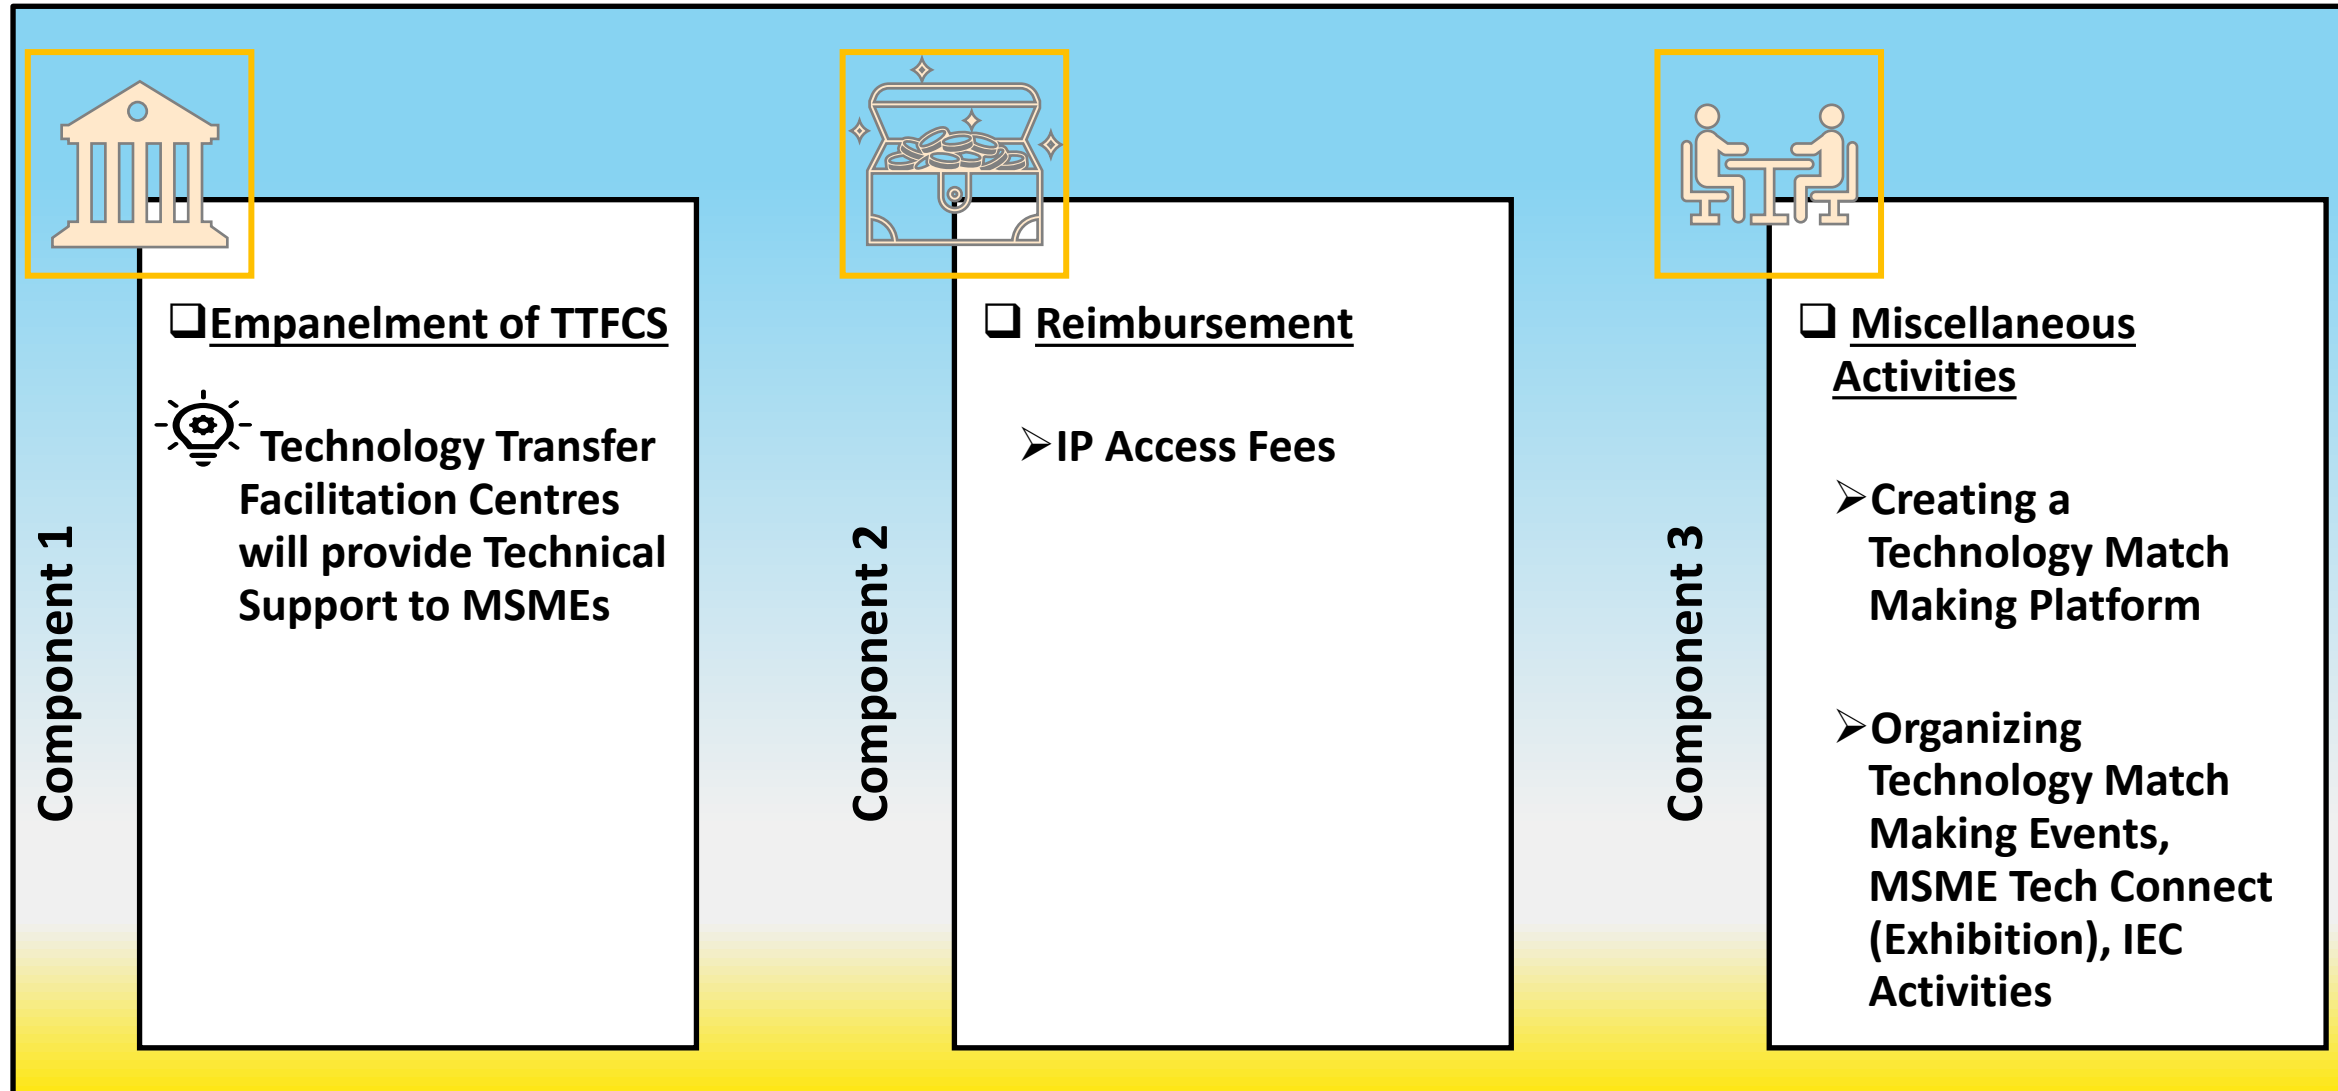 Component 1
❑Empanelment of TTFCS
Technology Transfer
Facilitation Centres
will provide Technical
Support to MSMEs
Component 2
❑ Reimbursement
➢IP Access Fees
Component 3
❑ Miscellaneous
Activities
➢Creating a
Technology Match
Making Platform
➢Organizing
Technology Match
Making Events,
MSME Tech Connect
(Exhibition), IEC
Activities